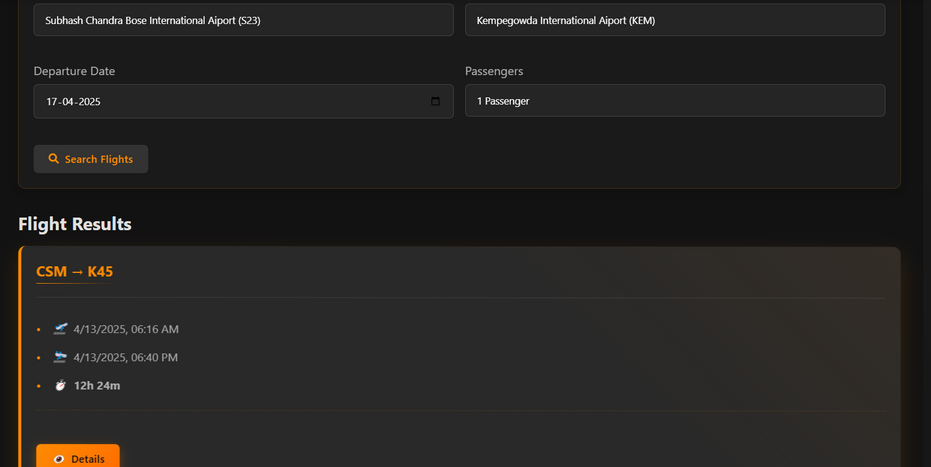 Subhash Chandra Bose International Aiport (S23)
Kempegowda International Aiport (KEM)
Departure Date
Passengers
17-04-2025
1 Passenger
Search Flights
Flight Results
CSM → K45
4/13/2025, 06:16 AM
4/13/2025, 06:40 PM
12h 24m
Details